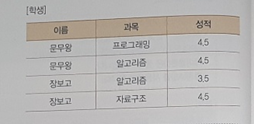 [학생]
이름 과목 성적
문무왕 프로그래밍 4.5
문무왕 알고리즘 4.5
장보고 알고리즘 3.5
장보고 자료구조 4.5